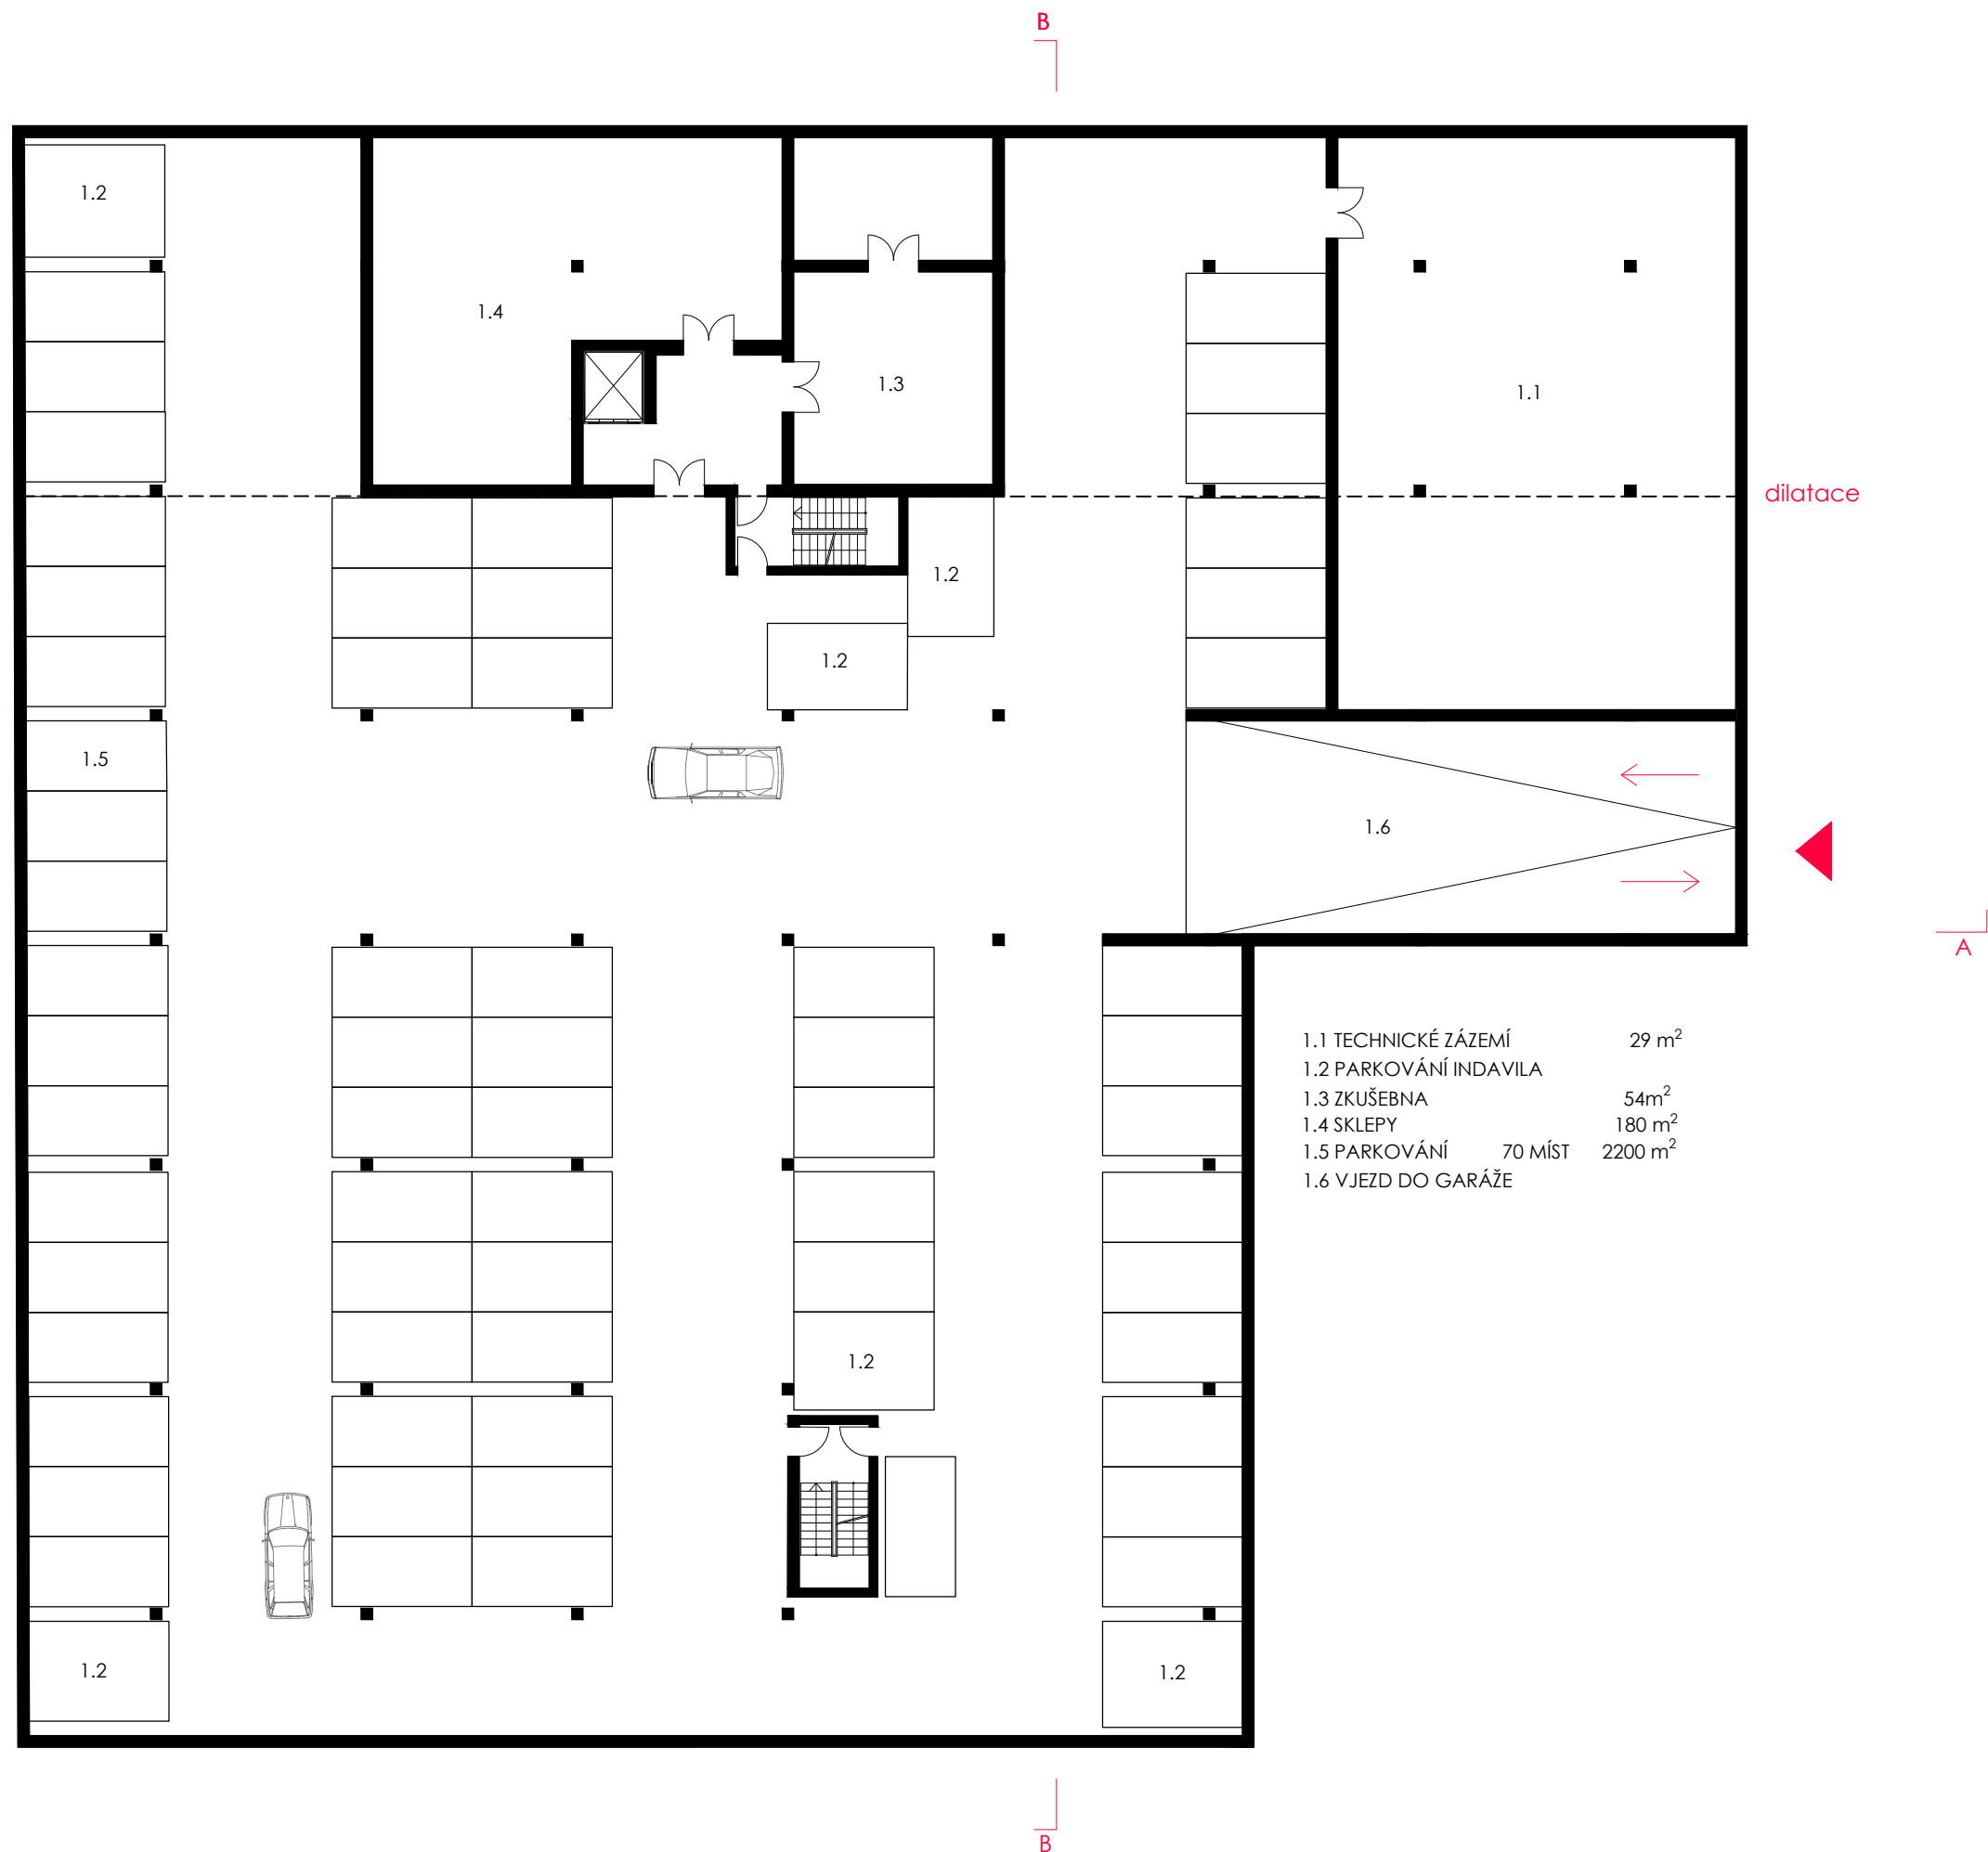 B
1.2
1.4
1.3
1.1
dilatace
1.2
1.2
1.5
1.6
A
1.1 TECHNICKÉ ZÁZEMÍ 29 m²
1.2 PARKOVÁNÍ INDAVILA
1.3 ZKUŠEBNA 54m²
1.4 SKLEPY 180 m²
1.5 PARKOVÁNÍ 70 MÍST 2200 m²
1.6 VJEZD DO GARÁŽE
1.2
1.2
1.2
B